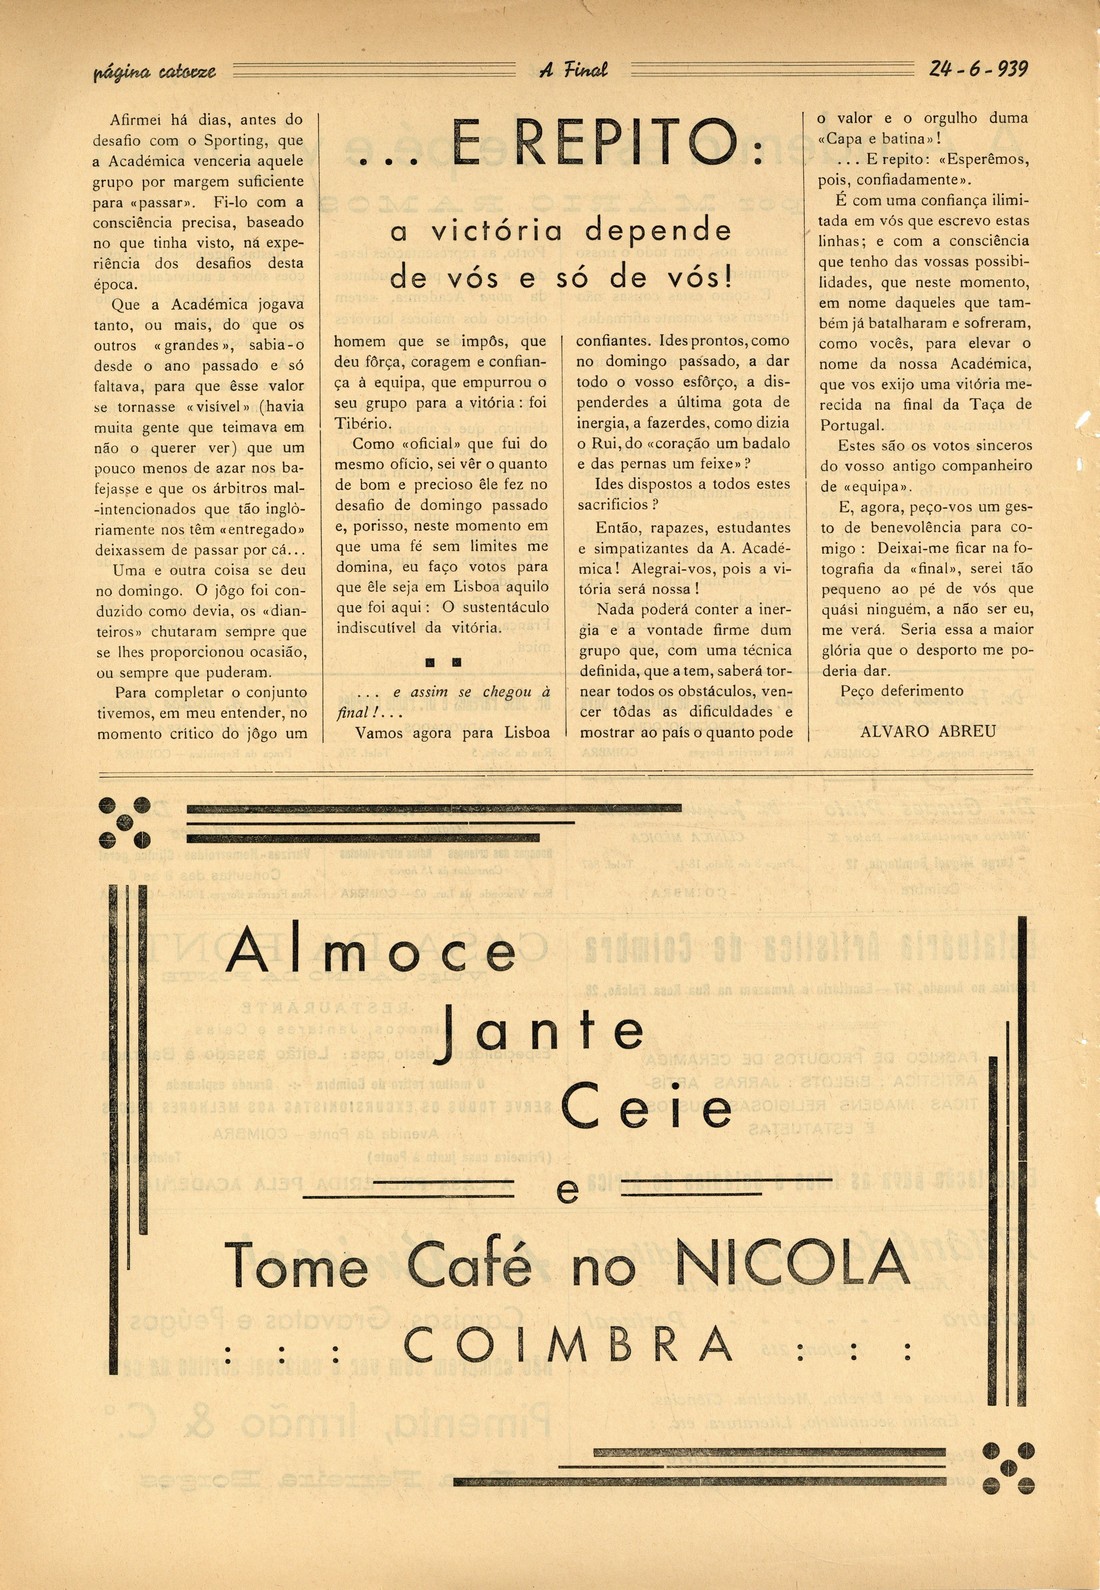 página catorze
A Final
24-6-939
Afirmei há dias, antes do
desafio com o Sporting, que
a Académica venceria aquele
grupo por margem suficiente
para «passar». Fi-lo com a
consciência precisa, baseado
no que tinha visto, ná expe-
riência dos desafios desta
época.
Que a Académica jogava
tanto, ou mais, do que os
outros «grandes», sabia-o
desde o ano passado e só
faltava, para que êsse valor
se tornasse «visível» (havia
muita gente que teimava em
não o querer ver) que um
pouco menos de azar nos ba-
fejasse e que os árbitros mal-
-intencionados que tão ingló-
riamente nos têm «entregado»
deixassem de passar por cá...
Uma e outra coisa se deu
no domingo. O jôgo foi con-
duzido como devia, os «dian-
teiros» chutaram sempre que
se lhes proporcionou ocasião,
ou sempre que puderam.
Para completar o conjunto
tivemos, em meu entender, no
momento crítico do jôgo um
... E REPITO:
a victória depende
de vós e só de vós!
homem que se impôs, que
deu fôrça, coragem e confian-
ça à equipa, que empurrou o
seu grupo para a vitória: foi
Tibério.
Como «oficial» que fui do
mesmo ofício, sei vêr o quanto
de bom e precioso êle fez no
desafio de domingo passado
e, porisso, neste momento em
que uma fé sem limites me
domina, eu faço votos para
que êle seja em Lisboa aquilo
que foi aqui: O sustentáculo
indiscutível da vitória.
... e assim se chegou à
final!...
Vamos agora para Lisboa
confiantes. Ides prontos, como
no domingo passado, a dar
todo o vosso esfôrço, a dis-
penderdes a última gota de
inergia, a fazerdes, como dizia
o Rui, do «coração um badalo
e das pernas um feixe»?
Ides dispostos a todos estes
sacrifícios?
Então, rapazes, estudantes
e simpatizantes da A. Acadé-
mica! Alegrai-vos, pois a vi-
tória será nossa!
Nada poderá conter a iner-
gia e a vontade firme dum
grupo que, com uma técnica
definida, que a tem, saberá tor-
near todos os obstáculos, ven-
cer tôdas as dificuldades e
mostrar ao país o quanto pode
o valor e o orgulho duma
«Capa e batina»!
... E repito: «Esperêmos,
pois, confiadamente».
É com uma confiança ilimi-
tada em vós que escrevo estas
linhas; e com a consciência
que tenho das vossas possibi-
lidades, que neste momento,
em nome daqueles que tam-
bém já batalharam e sofreram,
como vocês, para elevar o
nome da nossa Académica,
que vos exijo uma vitória me-
recida na final da Taça de
Portugal.
Estes são os votos sinceros
do vosso antigo companheiro
de «equipa».
E, agora, peço-vos um ges-
to de benevolência para co-
migo: Deixai-me ficar na fo-
tografia da «final», serei tão
pequeno ao pé de vós que
quási ninguém, a não ser eu,
me verá. Seria essa a maior
glória que o desporto me po-
deria dar.
Peço deferimento
ALVARO ABREU
Almoce
Jante
Ceie
e
Tome Café no NICOLA
: : : COIMBRA : : :